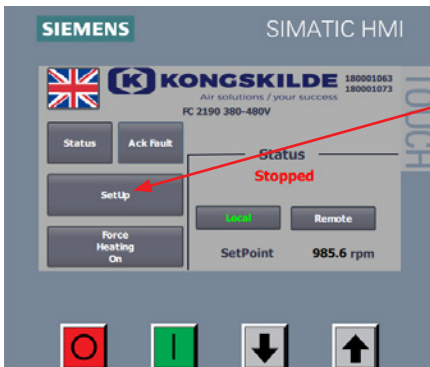 SIEMENS
SIMATIC HMI
TOUCH
K KONGSKILDE
180001063
180001073
Air solutions / your success
FC 2190 380-480V
Status
Ack Fault
Status
Stopped
SetUp
Local
Remote
Force
Heating
On
SetPoint
985.6 rpm